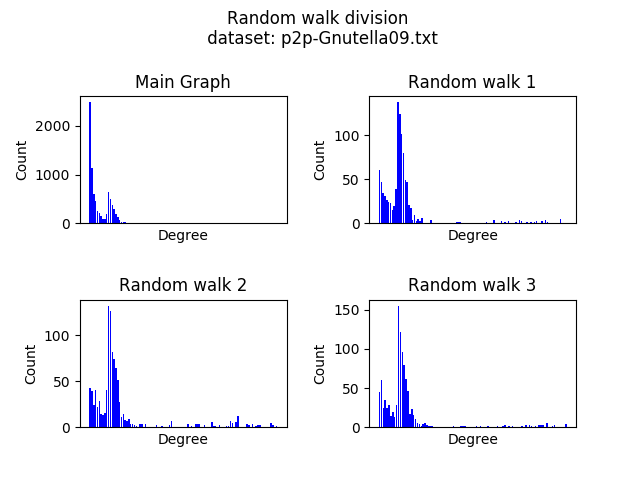 Random walk division
dataset: p2p-Gnutella09.txt
Main Graph
Count
2000
1000
0
Degree
Random walk 1
Count
100
50
0
Degree
Random walk 2
Count
100
50
0
Degree
Random walk 3
Count
150
100
50
0
Degree